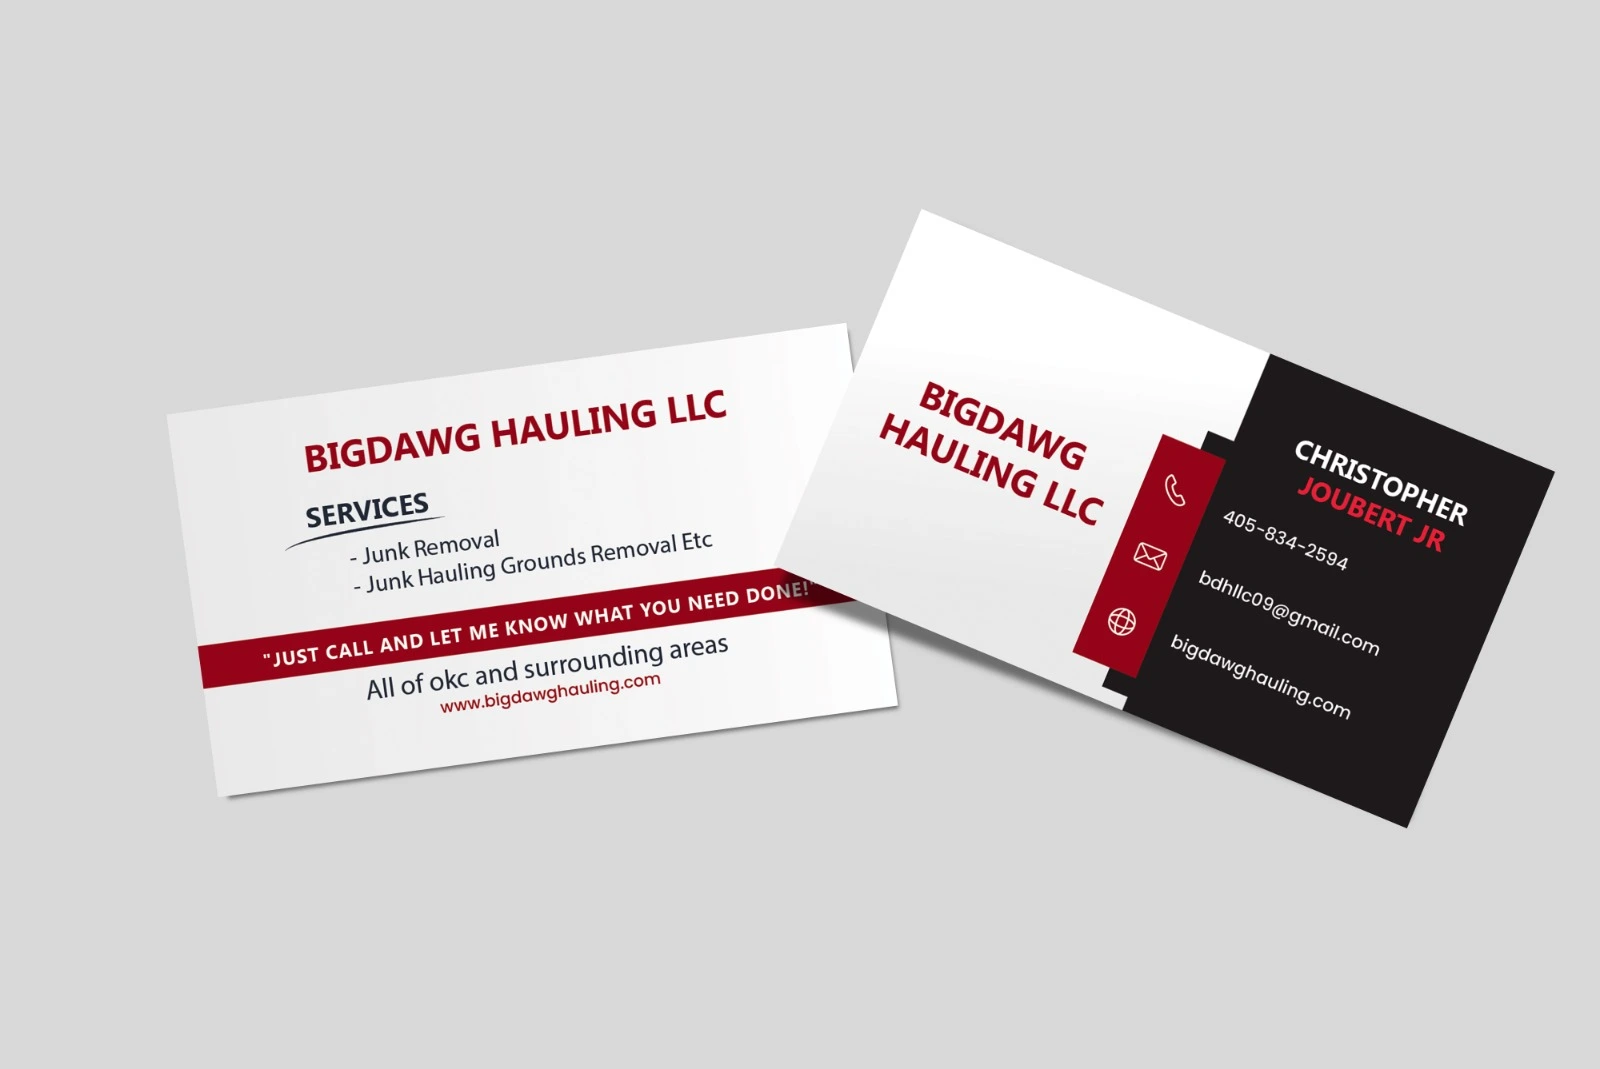 BIGDAWG HAULING LLC
SERVICES
- Junk Removal
- Junk Hauling Grounds Removal Etc
"JUST CALL AND LET ME KNOW WHAT YOU NEED DONE!"
All of okc and surrounding areas
www.bigdawghauling.com
BIGDAWG
HAULING LLC
CHRISTOPHER
JOUBERT JR
405-834-2594
bdhllc09@gmail.com
bigdawghauling.com